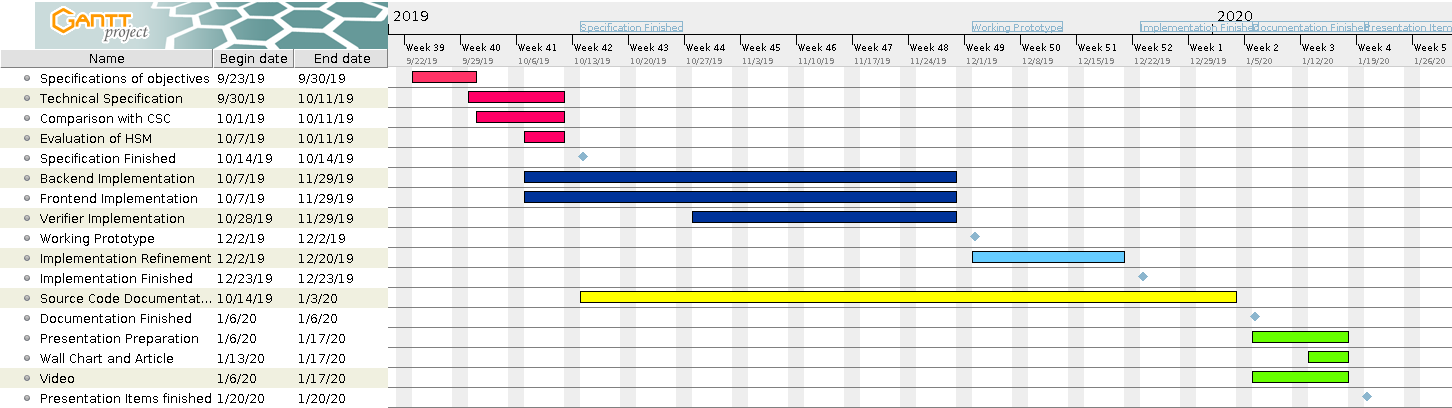 GANTT
project
2019
2020
Specification Finished
Working Prototype
Implementation Finished
Documentation Finished
Presentation Item
Week 39
Week 40
Week 41
Week 42
Week 43
Week 44
Week 45
Week 46
Week 47
Week 48
Week 49
Week 50
Week 51
Week 52
Week 1
Week 2
Week 3
Week 4
Week 5
9/22/19
9/29/19
10/6/19
10/13/19
10/20/19
10/27/19
11/3/19
11/10/19
11/17/19
11/24/19
12/1/19
12/8/19
12/15/19
12/22/19
12/29/19
1/5/20
1/12/20
1/19/20
1/26/20
Name Begin date End date
Specifications of objectives 9/23/19 9/30/19
Technical Specification 9/30/19 10/11/19
Comparison with CSC 10/1/19 10/11/19
Evaluation of HSM 10/7/19 10/11/19
Specification Finished 10/14/19 10/14/19
Backend Implementation 10/7/19 11/29/19
Frontend Implementation 10/7/19 11/29/19
Verifier Implementation 10/28/19 11/29/19
Working Prototype 12/2/19 12/2/19
Implementation Refinement 12/2/19 12/20/19
Implementation Finished 12/23/19 12/23/19
Source Code Documentat... 10/14/19 1/3/20
Documentation Finished 1/6/20 1/6/20
Presentation Preparation 1/6/20 1/17/20
Wall Chart and Article 1/13/20 1/17/20
Video 1/6/20 1/17/20
Presentation Items finished 1/20/20 1/20/20